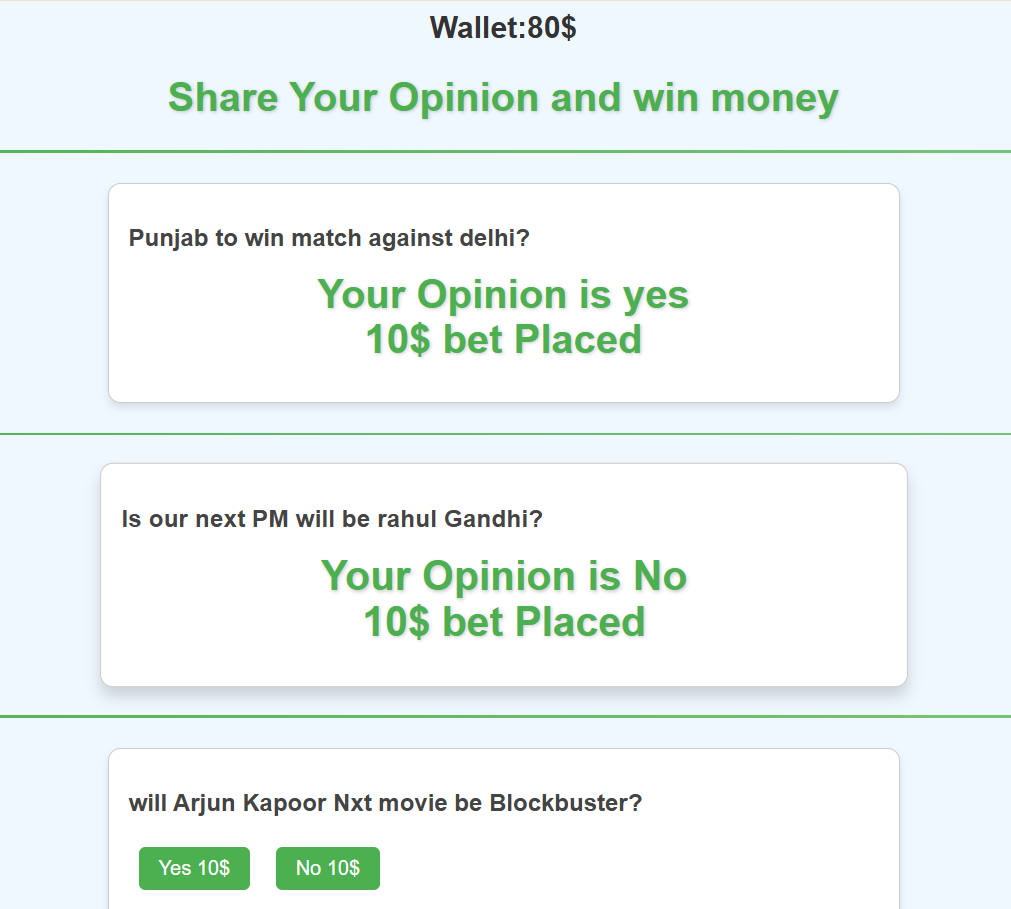 Wallet:80$
Share Your Opinion and win money
Punjab to win match against delhi?
Your Opinion is yes
10$ bet Placed
Is our next PM will be rahul Gandhi?
Your Opinion is No
10$ bet Placed
will Arjun Kapoor Nxt movie be Blockbuster?
Yes 10$ No 10$